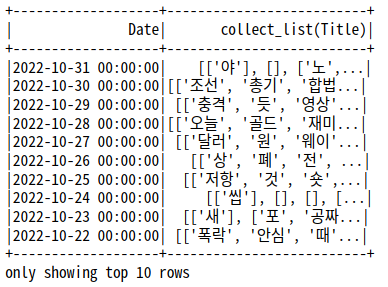 +-------------------+--------------------+
|               Date| collect_list(Title)|
+-------------------+--------------------+
|2022-10-31 00:00:00|   [['야'], [], ['노',...|
|2022-10-30 00:00:00|[['조선', '총기', '합법...|
|2022-10-29 00:00:00| [['충격', '듯', '영상'...|
|2022-10-28 00:00:00|[['오늘', '골드', '재미...|
|2022-10-27 00:00:00| [['달러', '원', '웨이'...|
|2022-10-26 00:00:00|  [['상', '폐', '전', ...|
|2022-10-25 00:00:00| [['저항', '것', '숏',...|
|2022-10-24 00:00:00|    [['씹'], [], [], [...|
|2022-10-23 00:00:00| [['새'], ['포', '공짜...|
|2022-10-22 00:00:00| [['폭락', '안심', '때'...|
+-------------------+--------------------+
only showing top 10 rows